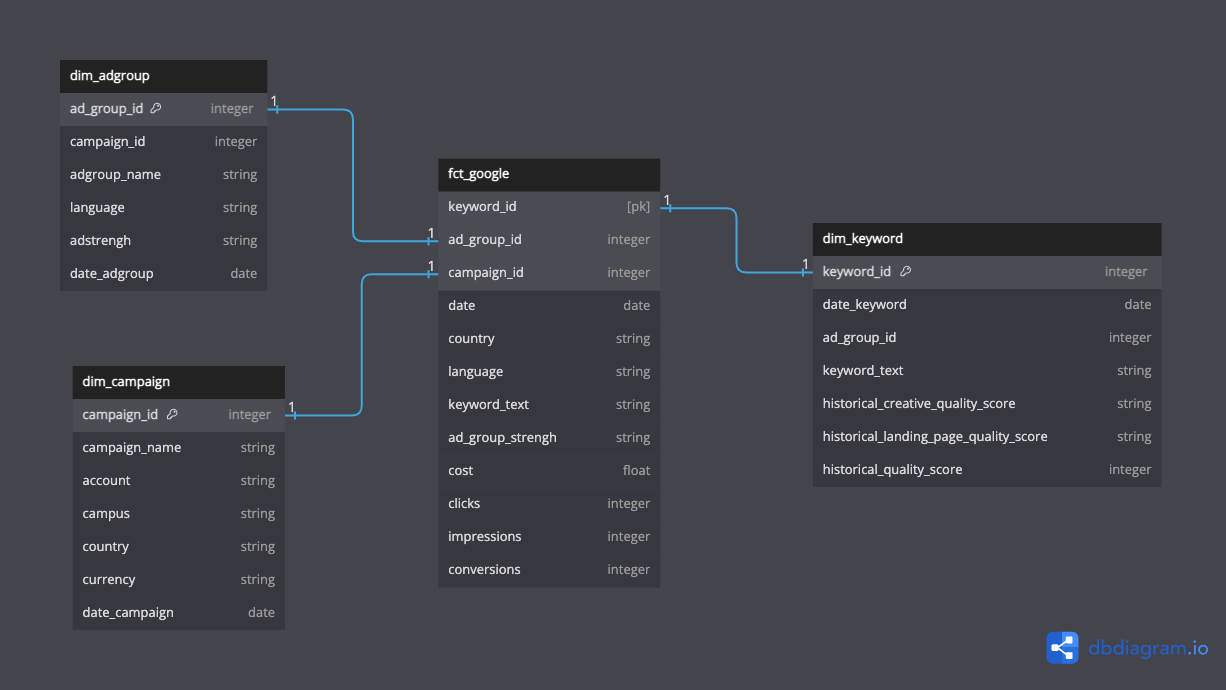 dim_adgroup
ad_group_id integer
campaign_id integer
adgroup_name string
language string
adstrengh string
date_adgroup date
1
1
dim_campaign
campaign_id integer
campaign_name string
account string
campus string
country string
currency string
date_campaign date
1
1
fct_google
keyword_id [pk]
ad_group_id integer
campaign_id integer
date date
country string
language string
keyword_text string
ad_group_strengh string
cost float
clicks integer
impressions integer
conversions integer
1
1
dim_keyword
keyword_id integer
date_keyword date
ad_group_id integer
keyword_text string
historical_creative_quality_score string
historical_landing_page_quality_score string
historical_quality_score integer
dbdiagram.io